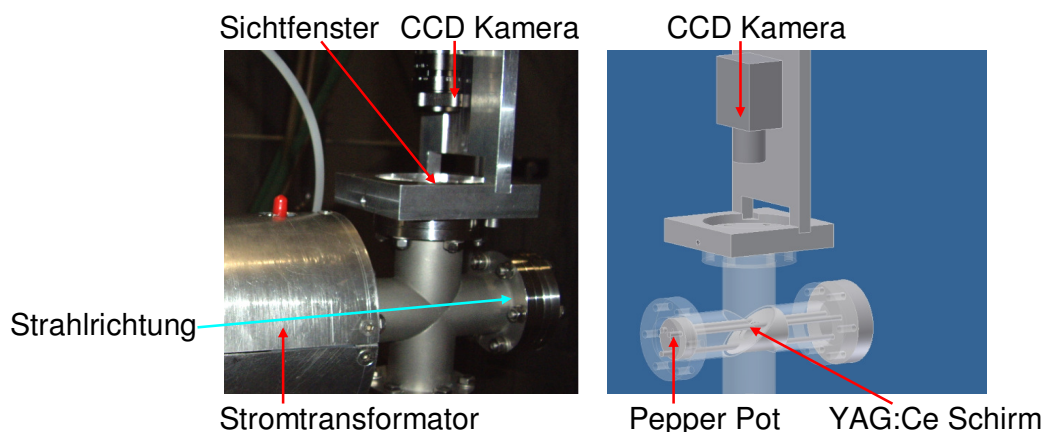 Sichtfenster CCD Kamera CCD Kamera
Strahlrichtung
Stromtransformator Pepper Pot YAG:Ce Schirm